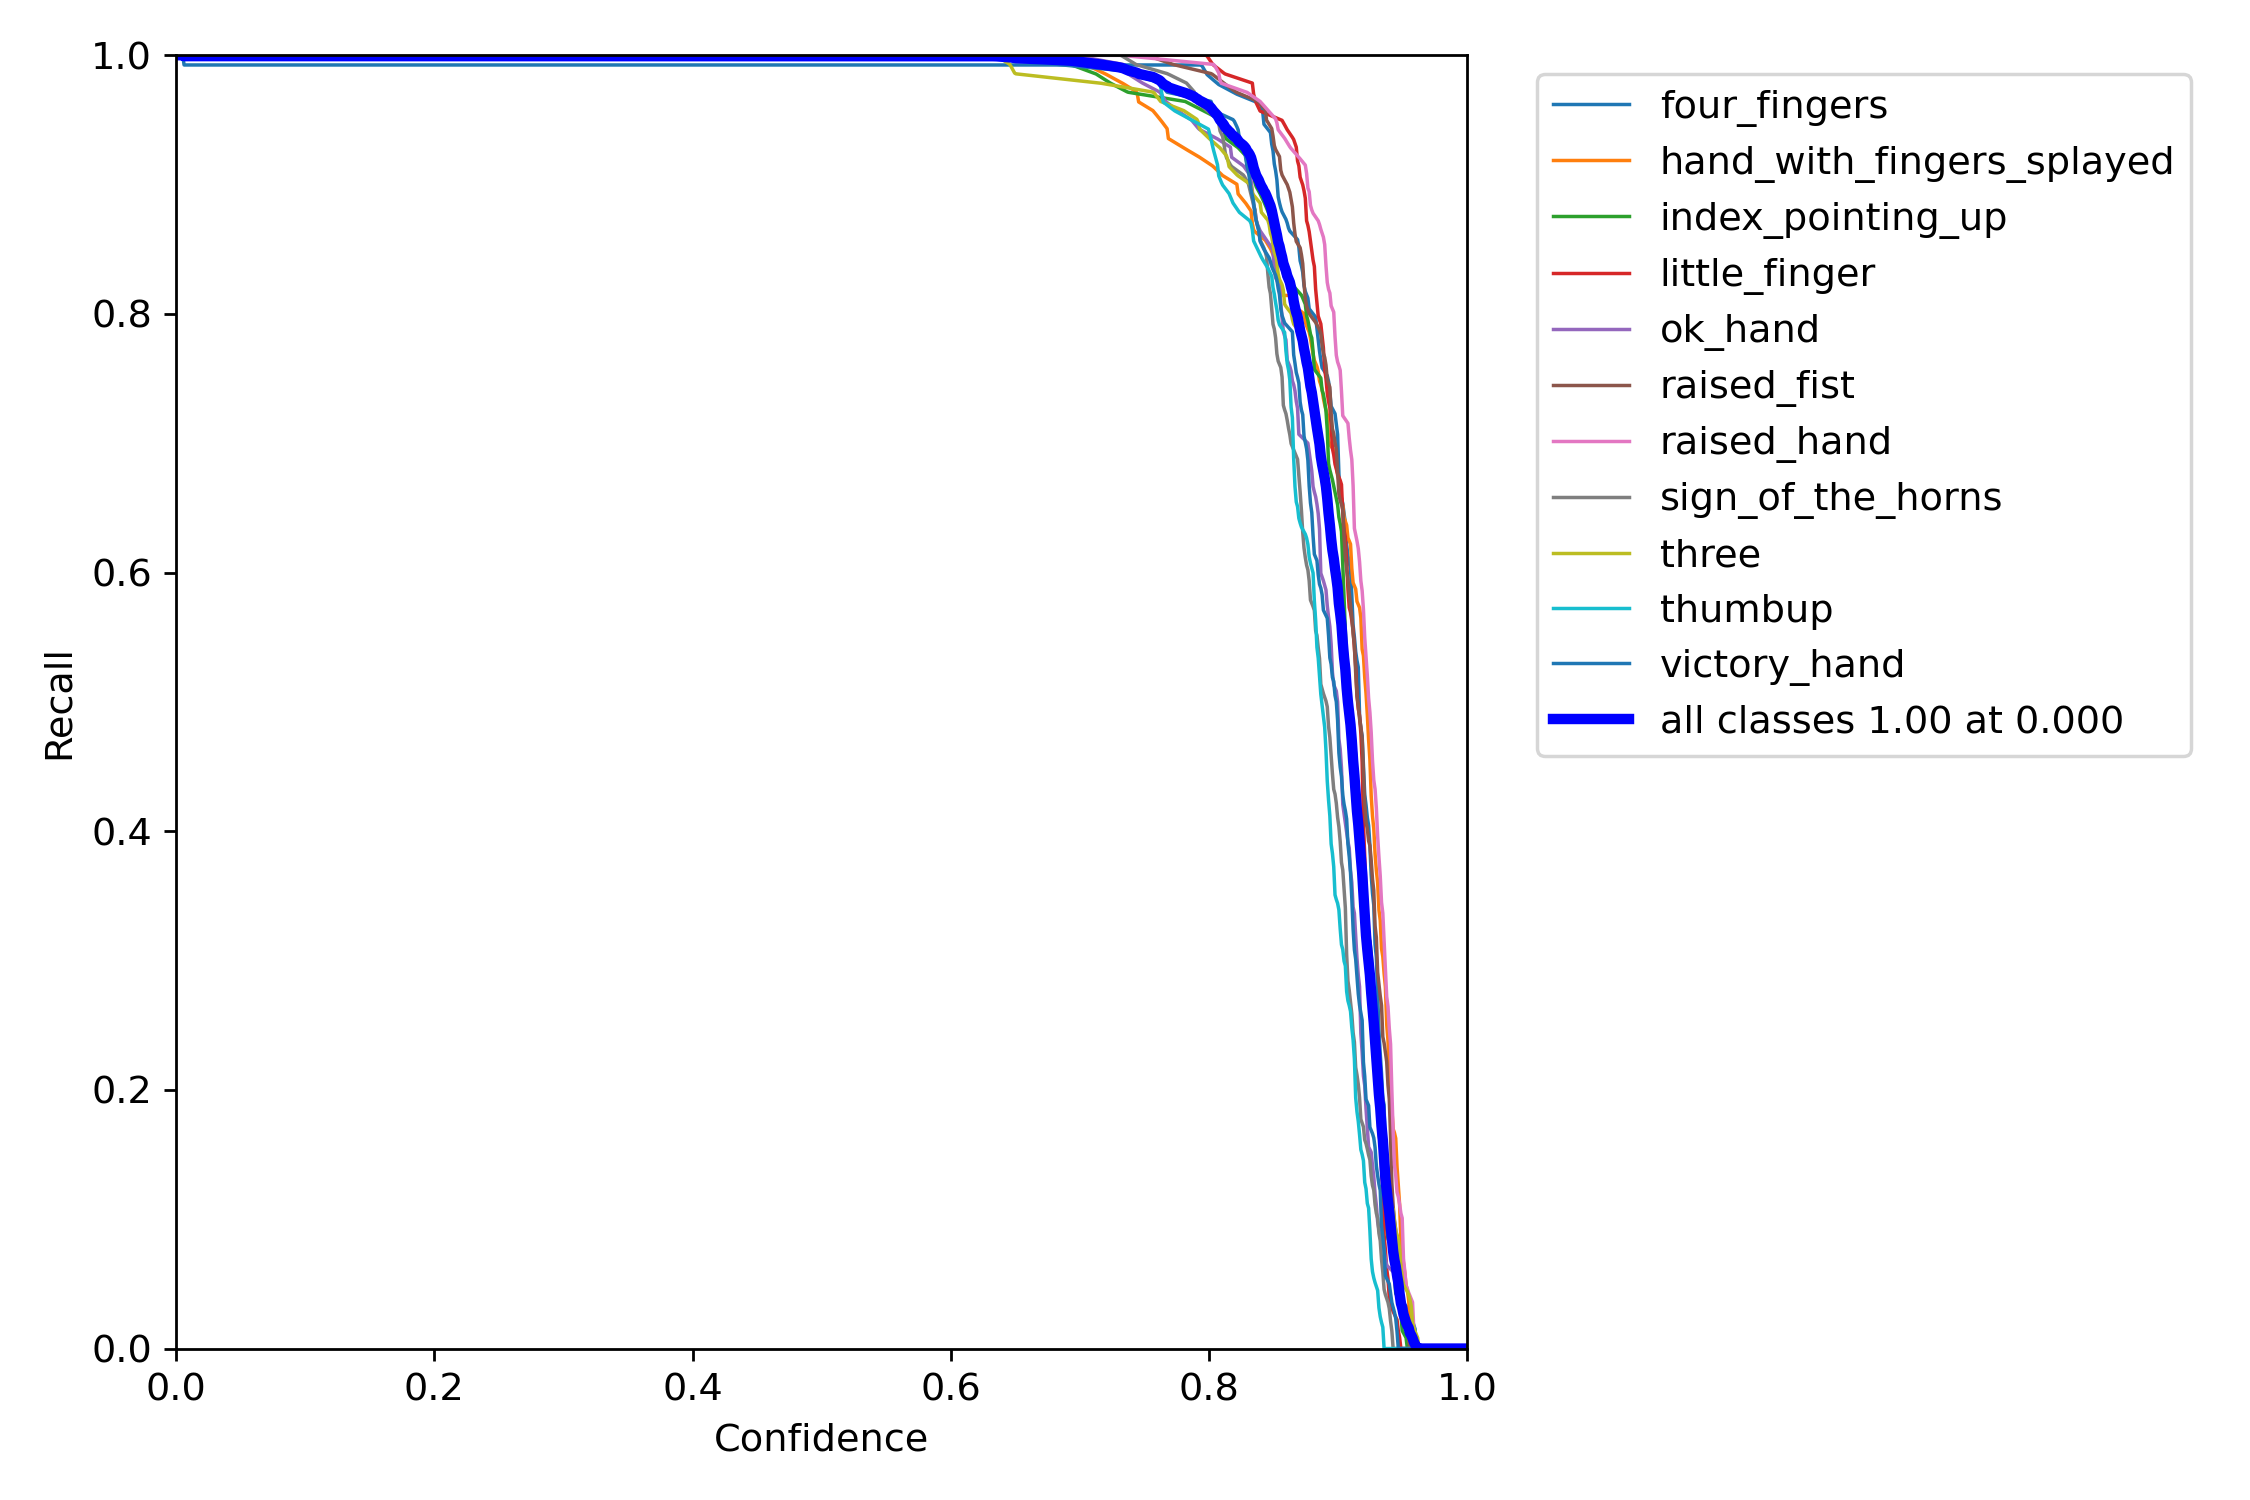 1.0
0.8
0.6
0.4
0.2
0.0
Recall
0.0 0.2 0.4 0.6 0.8 1.0
Confidence
four_fingers
hand_with_fingers_splayed
index_pointing_up
little_finger
ok_hand
raised_fist
raised_hand
sign_of_the_horns
three
thumbup
victory_hand
all classes 1.00 at 0.000